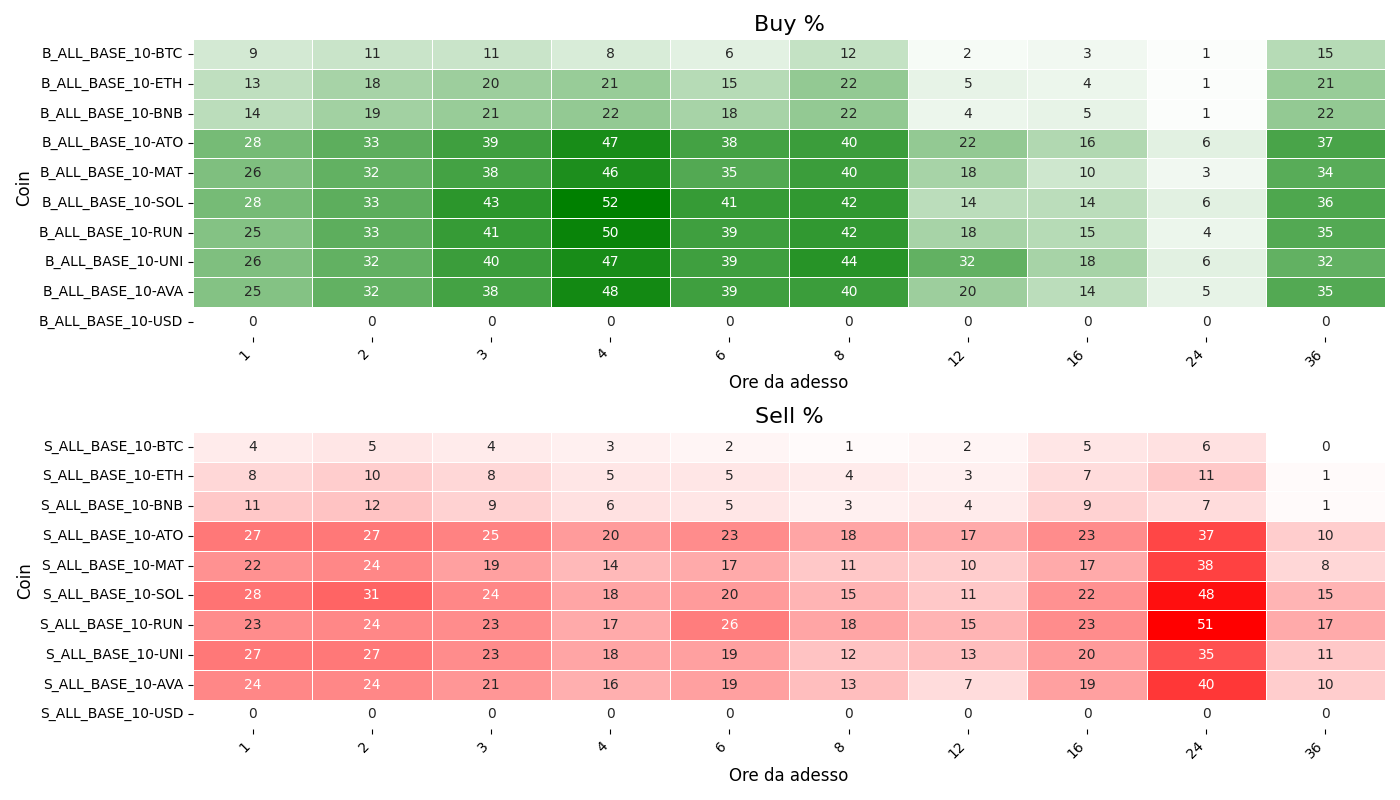 Buy %
Coin
B_ALL_BASE_10-BTC 9 11 11 8 6 12 2 3 1 15
B_ALL_BASE_10-ETH 13 18 20 21 15 22 5 4 1 21
B_ALL_BASE_10-BNB 14 19 21 22 18 22 4 5 1 22
B_ALL_BASE_10-ATO 28 33 39 47 38 40 22 16 6 37
B_ALL_BASE_10-MAT 26 32 38 46 35 40 18 10 3 34
B_ALL_BASE_10-SOL 28 33 43 52 41 42 14 14 6 36
B_ALL_BASE_10-RUN 25 33 41 50 39 42 18 15 4 35
B_ALL_BASE_10-UNI 26 32 40 47 39 44 32 18 6 32
B_ALL_BASE_10-AVA 25 32 38 48 39 40 20 14 5 35
B_ALL_BASE_10-USD 0 0 0 0 0 0 0 0 0 0
1 2 3 4 6 8 12 16 24 36
Ore da adesso
Sell %
Coin
S_ALL_BASE_10-BTC 4 5 4 3 2 1 2 5 6 0
S_ALL_BASE_10-ETH 8 10 8 5 5 4 3 7 11 1
S_ALL_BASE_10-BNB 11 12 9 6 5 3 4 9 7 1
S_ALL_BASE_10-ATO 27 27 25 20 23 18 17 23 37 10
S_ALL_BASE_10-MAT 22 24 19 14 17 11 10 17 38 8
S_ALL_BASE_10-SOL 28 31 24 18 20 15 11 22 48 15
S_ALL_BASE_10-RUN 23 24 23 17 26 18 15 23 51 17
S_ALL_BASE_10-UNI 27 27 23 18 19 12 13 20 35 11
S_ALL_BASE_10-AVA 24 24 21 16 19 13 7 19 40 10
S_ALL_BASE_10-USD 0 0 0 0 0 0 0 0 0 0
1 2 3 4 6 8 12 16 24 36
Ore da adesso